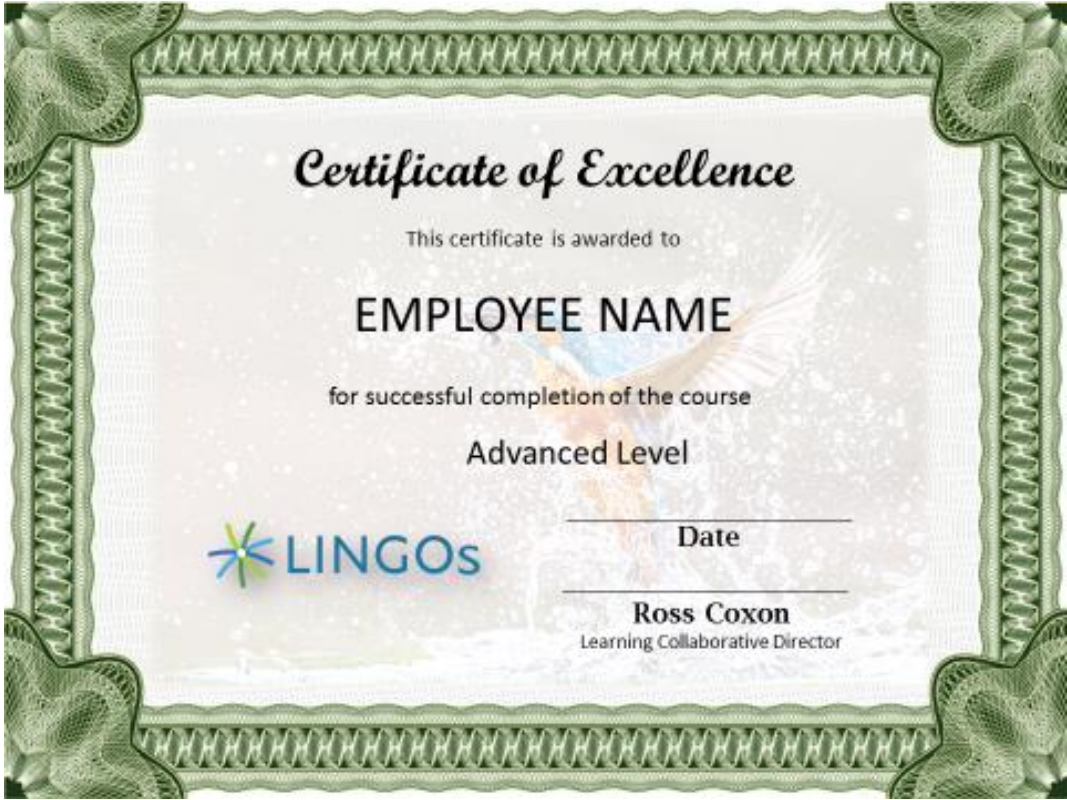 Certificate of Excellence
This certificate is awarded to
EMPLOYEE NAME
for successful completion of the course
Advanced Level
LINGOs
Date
Ross Coxon
Learning Collaborative Director